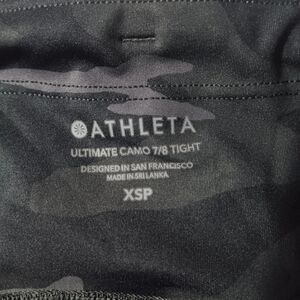 ATHLETA
ULTIMATE CAMO 7/8 TIGHT
DESIGNED IN SAN FRANCISCO
MADE IN SRI LANKA
XSP